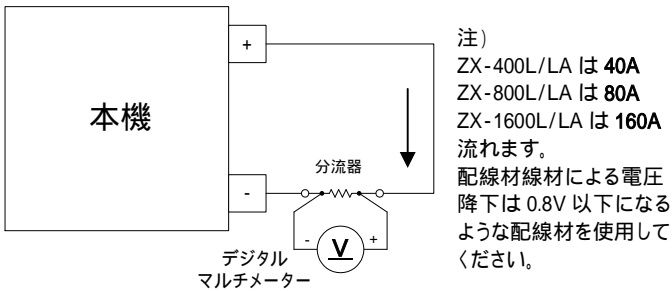 本機
+
-
分流器
-
V
+
デジタル
マルチメーター
注)
ZX-400L/LA は 40A
ZX-800L/LA は 80A
ZX-1600L/LA は 160A
流れます。
配線材線材による電圧
降下は 0.8V 以下になる
ような配線材を使用して
ください。